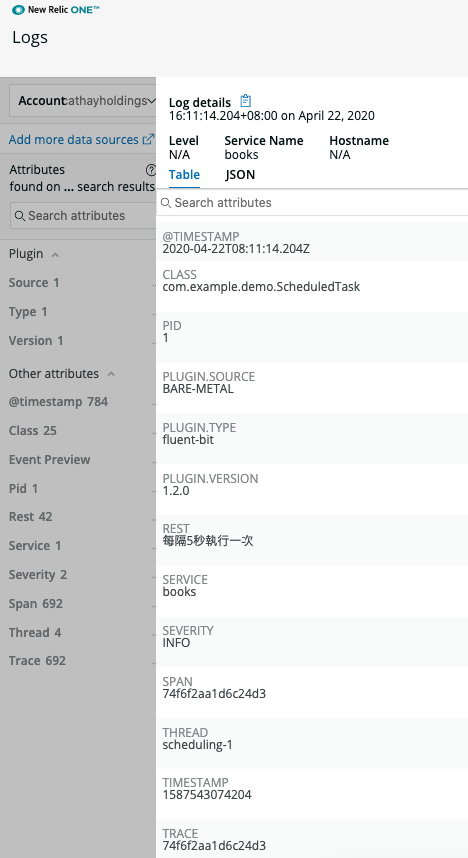 New Relic ONE™
Logs
Account:athayholdings
Add more data sources
Attributes
found on ... search results
Search attributes
Plugin
Source 1
Type 1
Version 1
Other attributes
@timestamp 784
Class 25
Event Preview
Pid 1
Rest 42
Service 1
Severity 2
Span 692
Thread 4
Trace 692
Log details
16:11:14.204+08:00 on April 22, 2020
Level Service Name Hostname
N/A books N/A
Table JSON
Search attributes
@TIMESTAMP
2020-04-22T08:11:14.204Z
CLASS
com.example.demo.ScheduledTask
PID
1
PLUGIN.SOURCE
BARE-METAL
PLUGIN.TYPE
fluent-bit
PLUGIN.VERSION
1.2.0
REST
每隔5秒執行一次
SERVICE
books
SEVERITY
INFO
SPAN
74f6f2aa1d6c24d3
THREAD
scheduling-1
TIMESTAMP
1587543074204
TRACE
74f6f2aa1d6c24d3